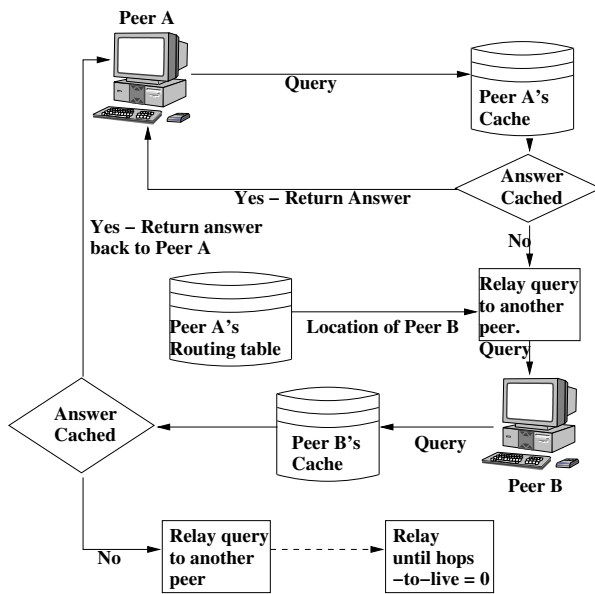 Peer A
Query
Peer A's
Cache
Yes – Return Answer
Answer
Cached
Yes – Return answer
back to Peer A
No
Relay query
to another
peer.
Query
Peer A's
Routing table
Location of Peer B
Answer
Cached
Peer B's
Cache
Query
Peer B
No
Relay query
to another
peer
Relay
until hops
–to–live = 0